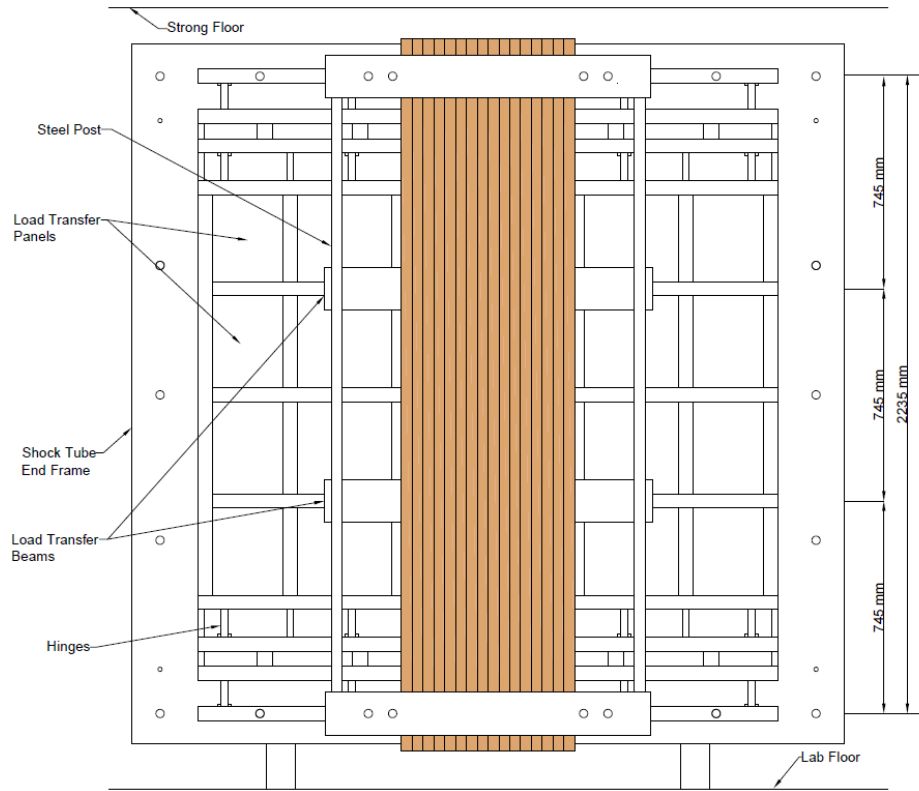 Strong Floor
Steel Post
745 mm
Load Transfer
Panels
745 mm
2235 mm
Shock Tube
End Frame
Load Transfer
Beams
745 mm
Hinges
Lab Floor